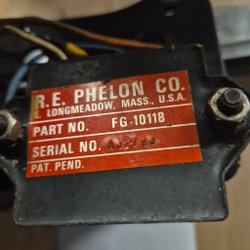 R.E. PHELON CO.
E. LONGMEADOW, MASS., U.S.A.
PART NO. FG-10118
SERIAL NO.
PAT. PEND.